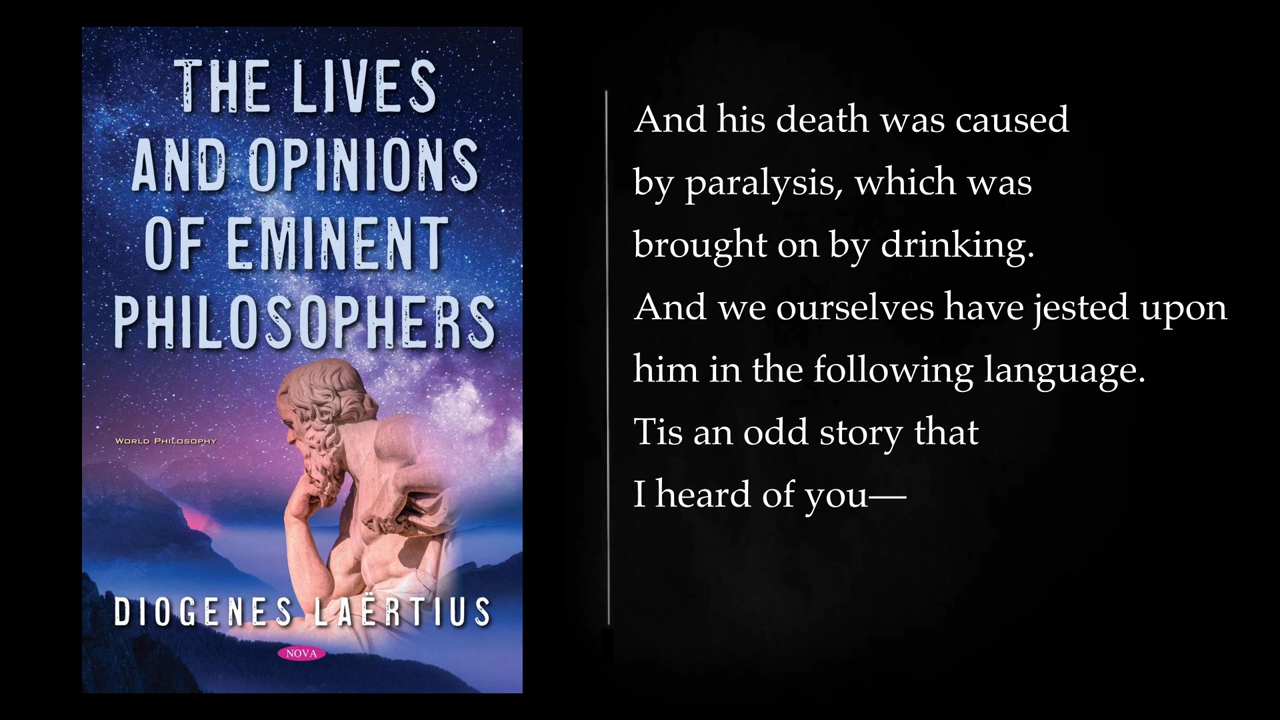 THE LIVES
AND OPINIONS
OF EMINENT
PHILOSOPHERS
WORLD PHILOSOPHY
DIOGENES LAËRTIUS
NOVA
And his death was caused
by paralysis, which was
brought on by drinking.
And we ourselves have jested upon
him in the following language.
Tis an odd story that
I heard of you—